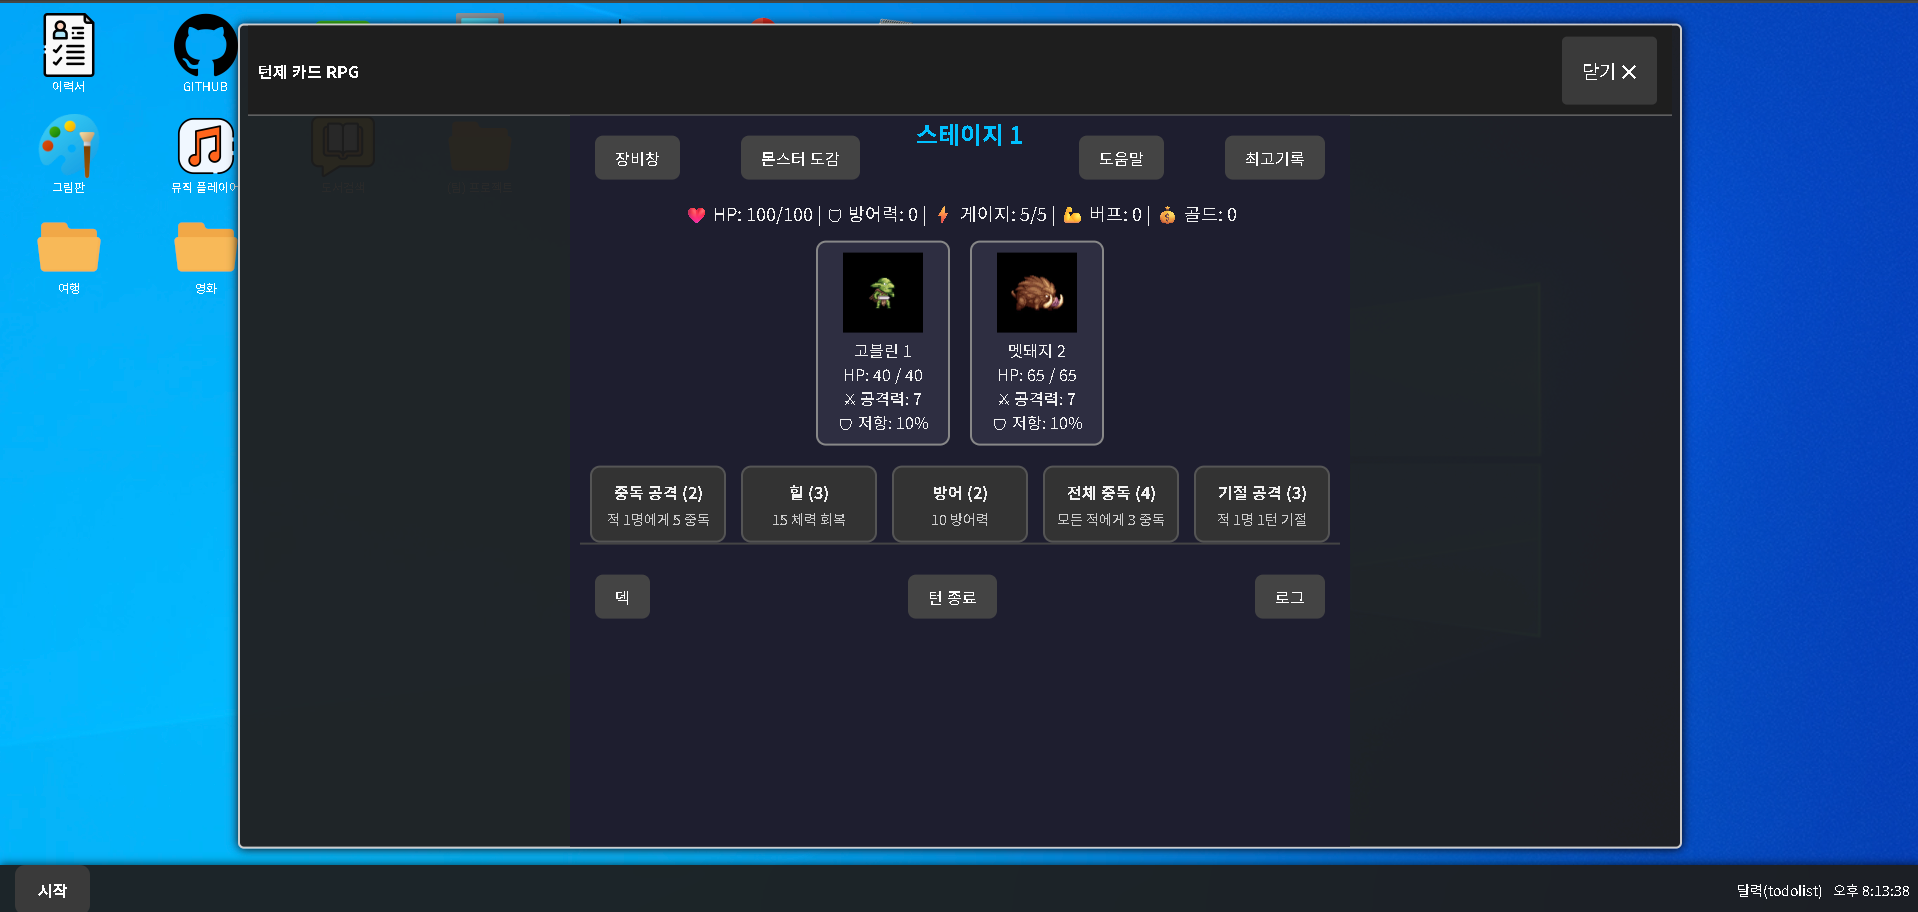 이력서
GITHUB
그림판
뮤직 플레이어
여행
영화
턴제 카드 RPG
닫기 ✕
스테이지 1
장비창
몬스터 도감
도움말
최고기록
❤️ HP: 100/100 | 🛡 방어력: 0 | ⚡ 게이지: 5/5 | 💪 버프: 0 | 💰 골드: 0
고블린 1
HP: 40 / 40
⚔ 공격력: 7
🛡 저항: 10%
멧돼지 2
HP: 65 / 65
⚔ 공격력: 7
🛡 저항: 10%
중독 공격 (2)
적 1명에게 5 중독
힐 (3)
15 체력 회복
방어 (2)
10 방어력
전체 중독 (4)
모든 적에게 3 중독
기절 공격 (3)
적 1명 1턴 기절
덱
턴 종료
로그
시작
달력(todolist) 오후 8:13:38